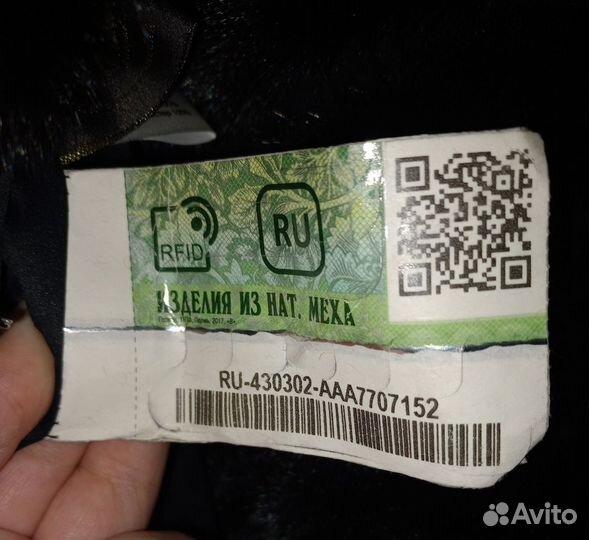 RFID
RU
ИЗДЕЛИЯ ИЗ НАТ. МЕХА
RU-430302-AAA7707152
Avito